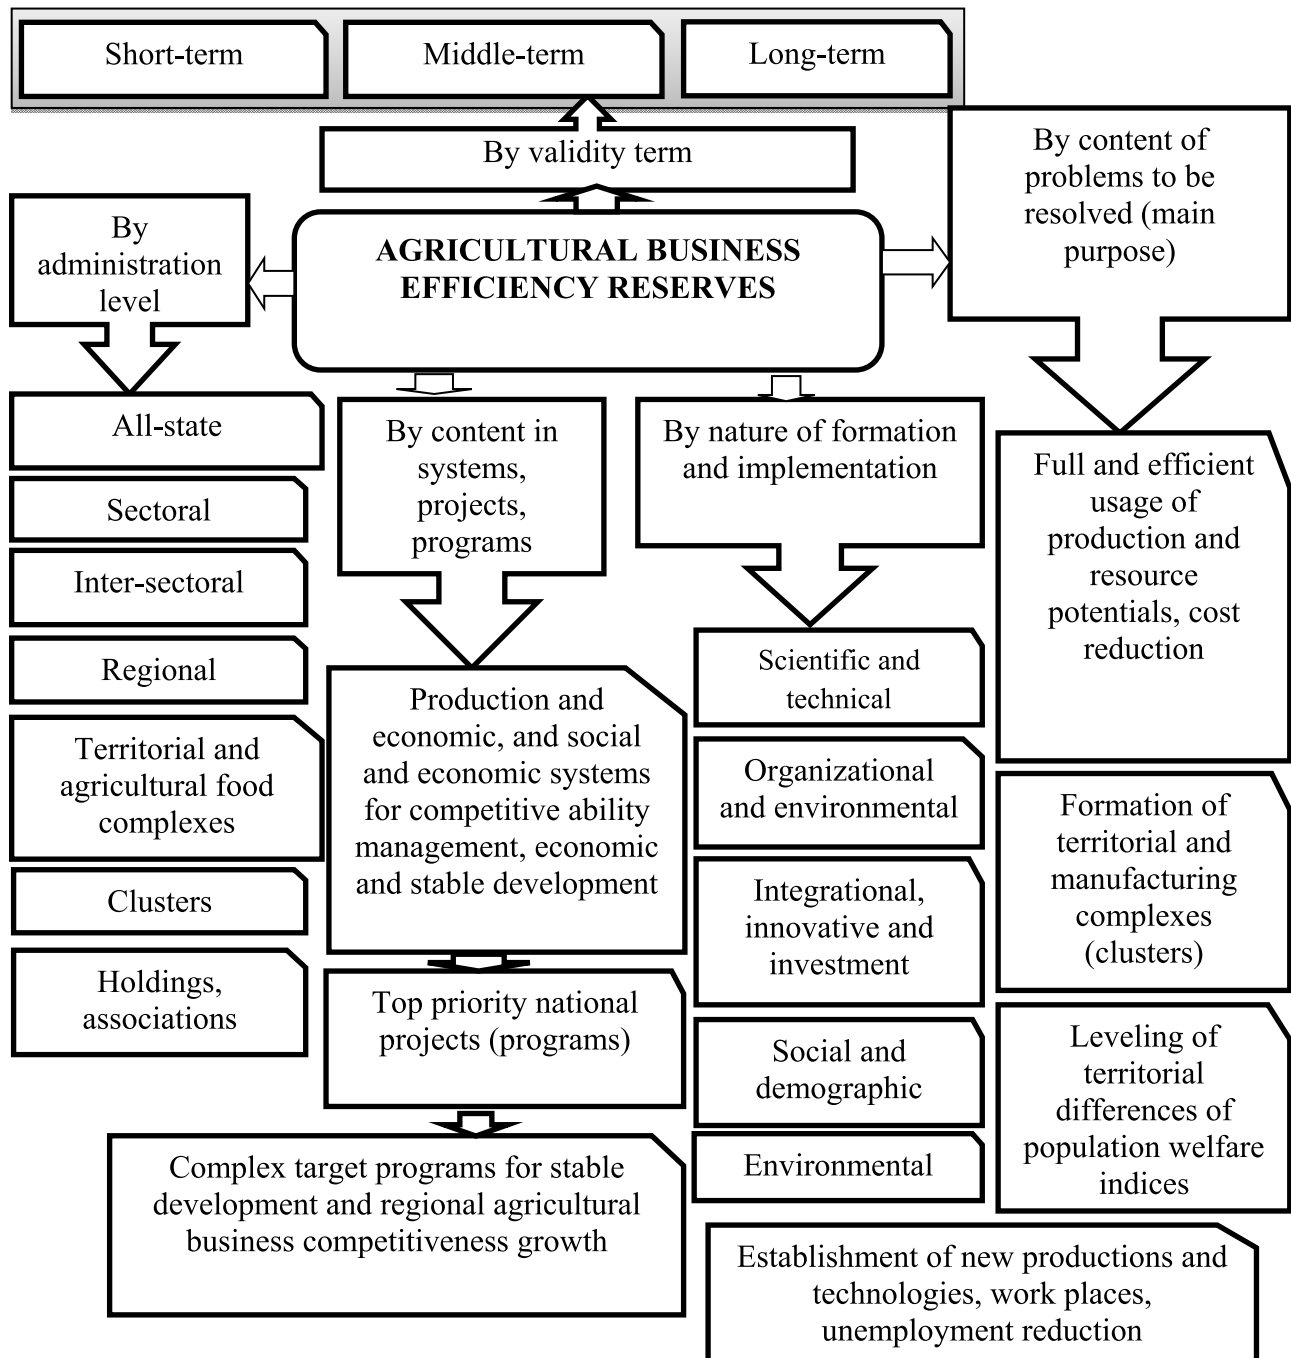 Short-term
Middle-term
Long-term
By validity term
By content of
problems to be
resolved (main
purpose)
By
administration
level
AGRICULTURAL BUSINESS
EFFICIENCY RESERVES
All-state
Sectoral
Inter-sectoral
Regional
Territorial and
agricultural food
complexes
Clusters
Holdings,
associations
By content in
systems,
projects,
programs
Production and
economic, and social
and economic systems
for competitive ability
management, economic
and stable development
Top priority national
projects (programs)
Complex target programs for stable
development and regional agricultural
business competitiveness growth
By nature of formation
and implementation
Scientific and
technical
Organizational
and environmental
Integrational,
innovative and
investment
Social and
demographic
Environmental
Full and efficient
usage of
production and
resource
potentials, cost
reduction
Formation of
territorial and
manufacturing
complexes
(clusters)
Leveling of
territorial
differences of
population welfare
indices
Establishment of new productions and
technologies, work places,
unemployment reduction